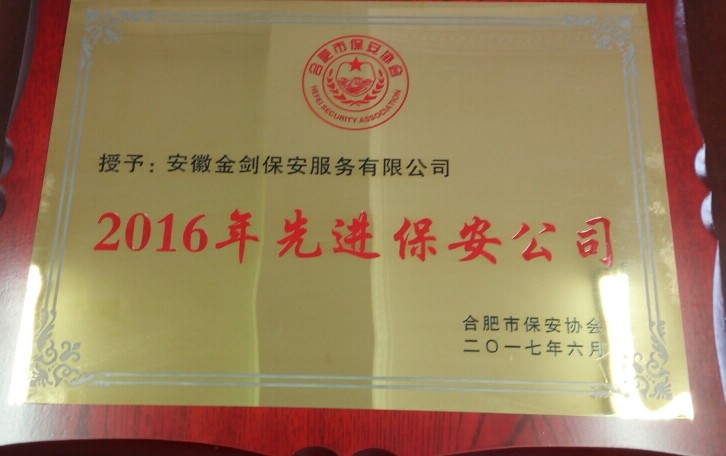 合肥市保安协会
HEFEI SECURITY ASSOCIATION
授予：安徽金剑保安服务有限公司
2016年先进保安公司
合肥市保安协会
二〇一七年六月